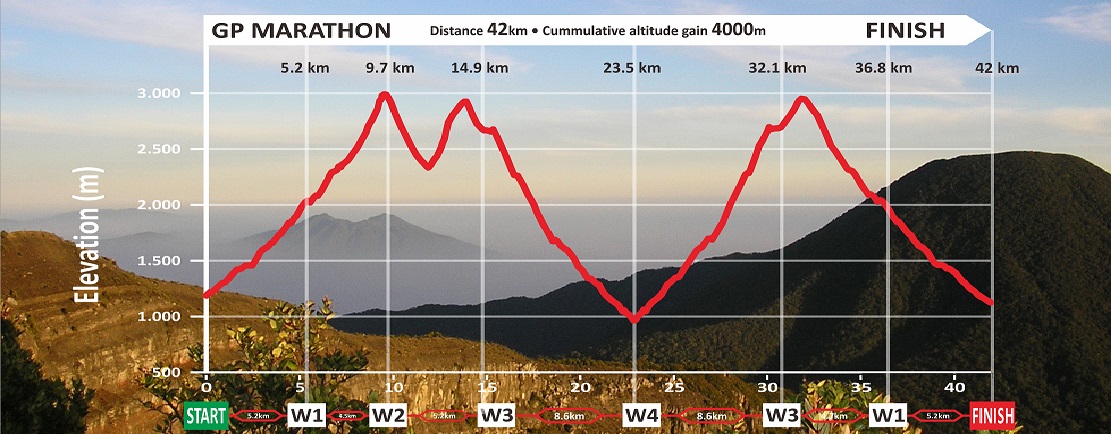 GP MARATHON Distance 42km • Cummulative altitude gain 4000m FINISH
5.2 km 9.7 km 14.9 km 23.5 km 32.1 km 36.8 km 42 km
3.000
2.500
2.000
1.500
1.000
500
Elevation (m)
0 5 10 15 20 25 30 35 40
START 5.2km W1 4.5km W2 5.2km W3 8.6km W4 8.6km W3 4.7km W1 5.2km FINISH